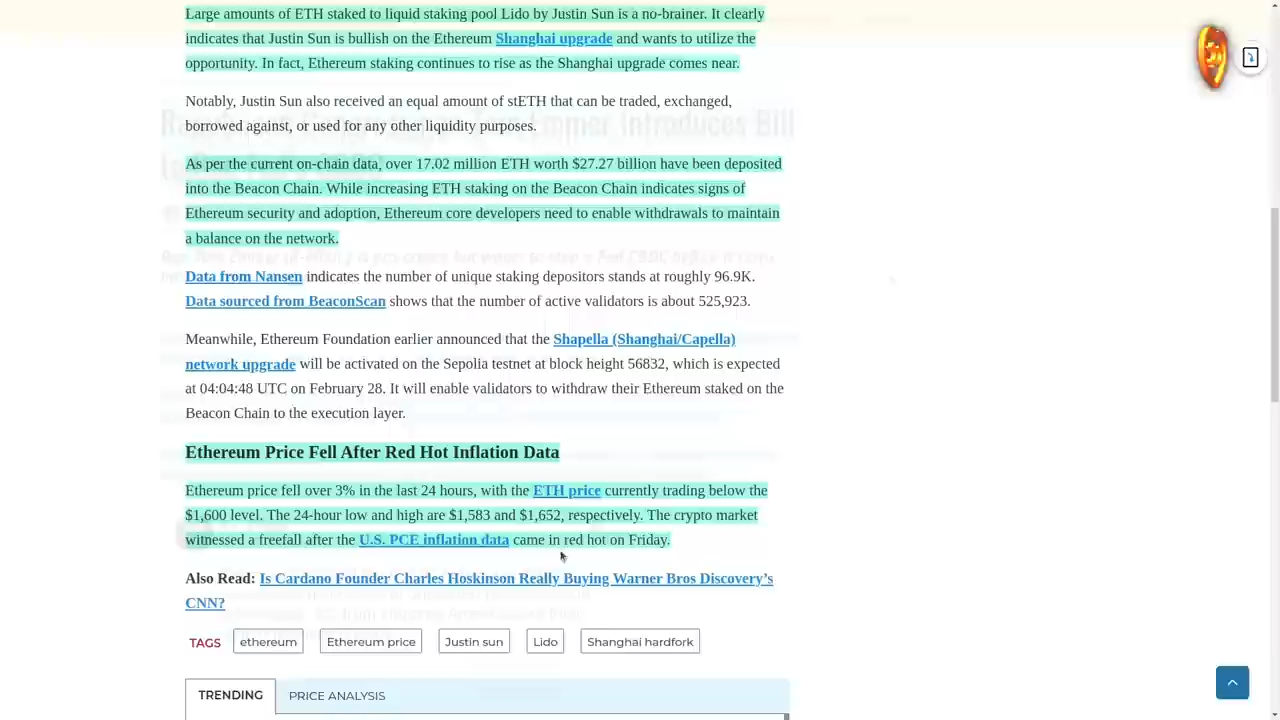 Large amounts of ETH staked to liquid staking pool Lido by Justin Sun is a no-brainer. It clearly
indicates that Justin Sun is bullish on the Ethereum Shanghai upgrade and wants to utilize the
opportunity. In fact, Ethereum staking continues to rise as the Shanghai upgrade comes near.
Notably, Justin Sun also received an equal amount of stETH that can be traded, exchanged,
borrowed against, or used for any other liquidity purposes.
As per the current on-chain data, over 17.02 million ETH worth $27.27 billion have been deposited
into the Beacon Chain. While increasing ETH staking on the Beacon Chain indicates signs of
Ethereum security and adoption, Ethereum core developers need to enable withdrawals to maintain
a balance on the network.
Data from Nansen indicates the number of unique staking depositors stands at roughly 96.9K.
Data sourced from BeaconScan shows that the number of active validators is about 525,923.
Meanwhile, Ethereum Foundation earlier announced that the Shapella (Shanghai/Capella)
network upgrade will be activated on the Sepolia testnet at block height 56832, which is expected
at 04:04:48 UTC on February 28. It will enable validators to withdraw their Ethereum staked on the
Beacon Chain to the execution layer.
Ethereum Price Fell After Red Hot Inflation Data
Ethereum price fell over 3% in the last 24 hours, with the ETH price currently trading below the
$1,600 level. The 24-hour low and high are $1,583 and $1,652, respectively. The crypto market
witnessed a freefall after the U.S. PCE inflation data came in red hot on Friday.
Also Read: Is Cardano Founder Charles Hoskinson Really Buying Warner Bros Discovery's
CNN?
TAGS ethereum Ethereum price Justin sun Lido Shanghai hardfork
TRENDING PRICE ANALYSIS